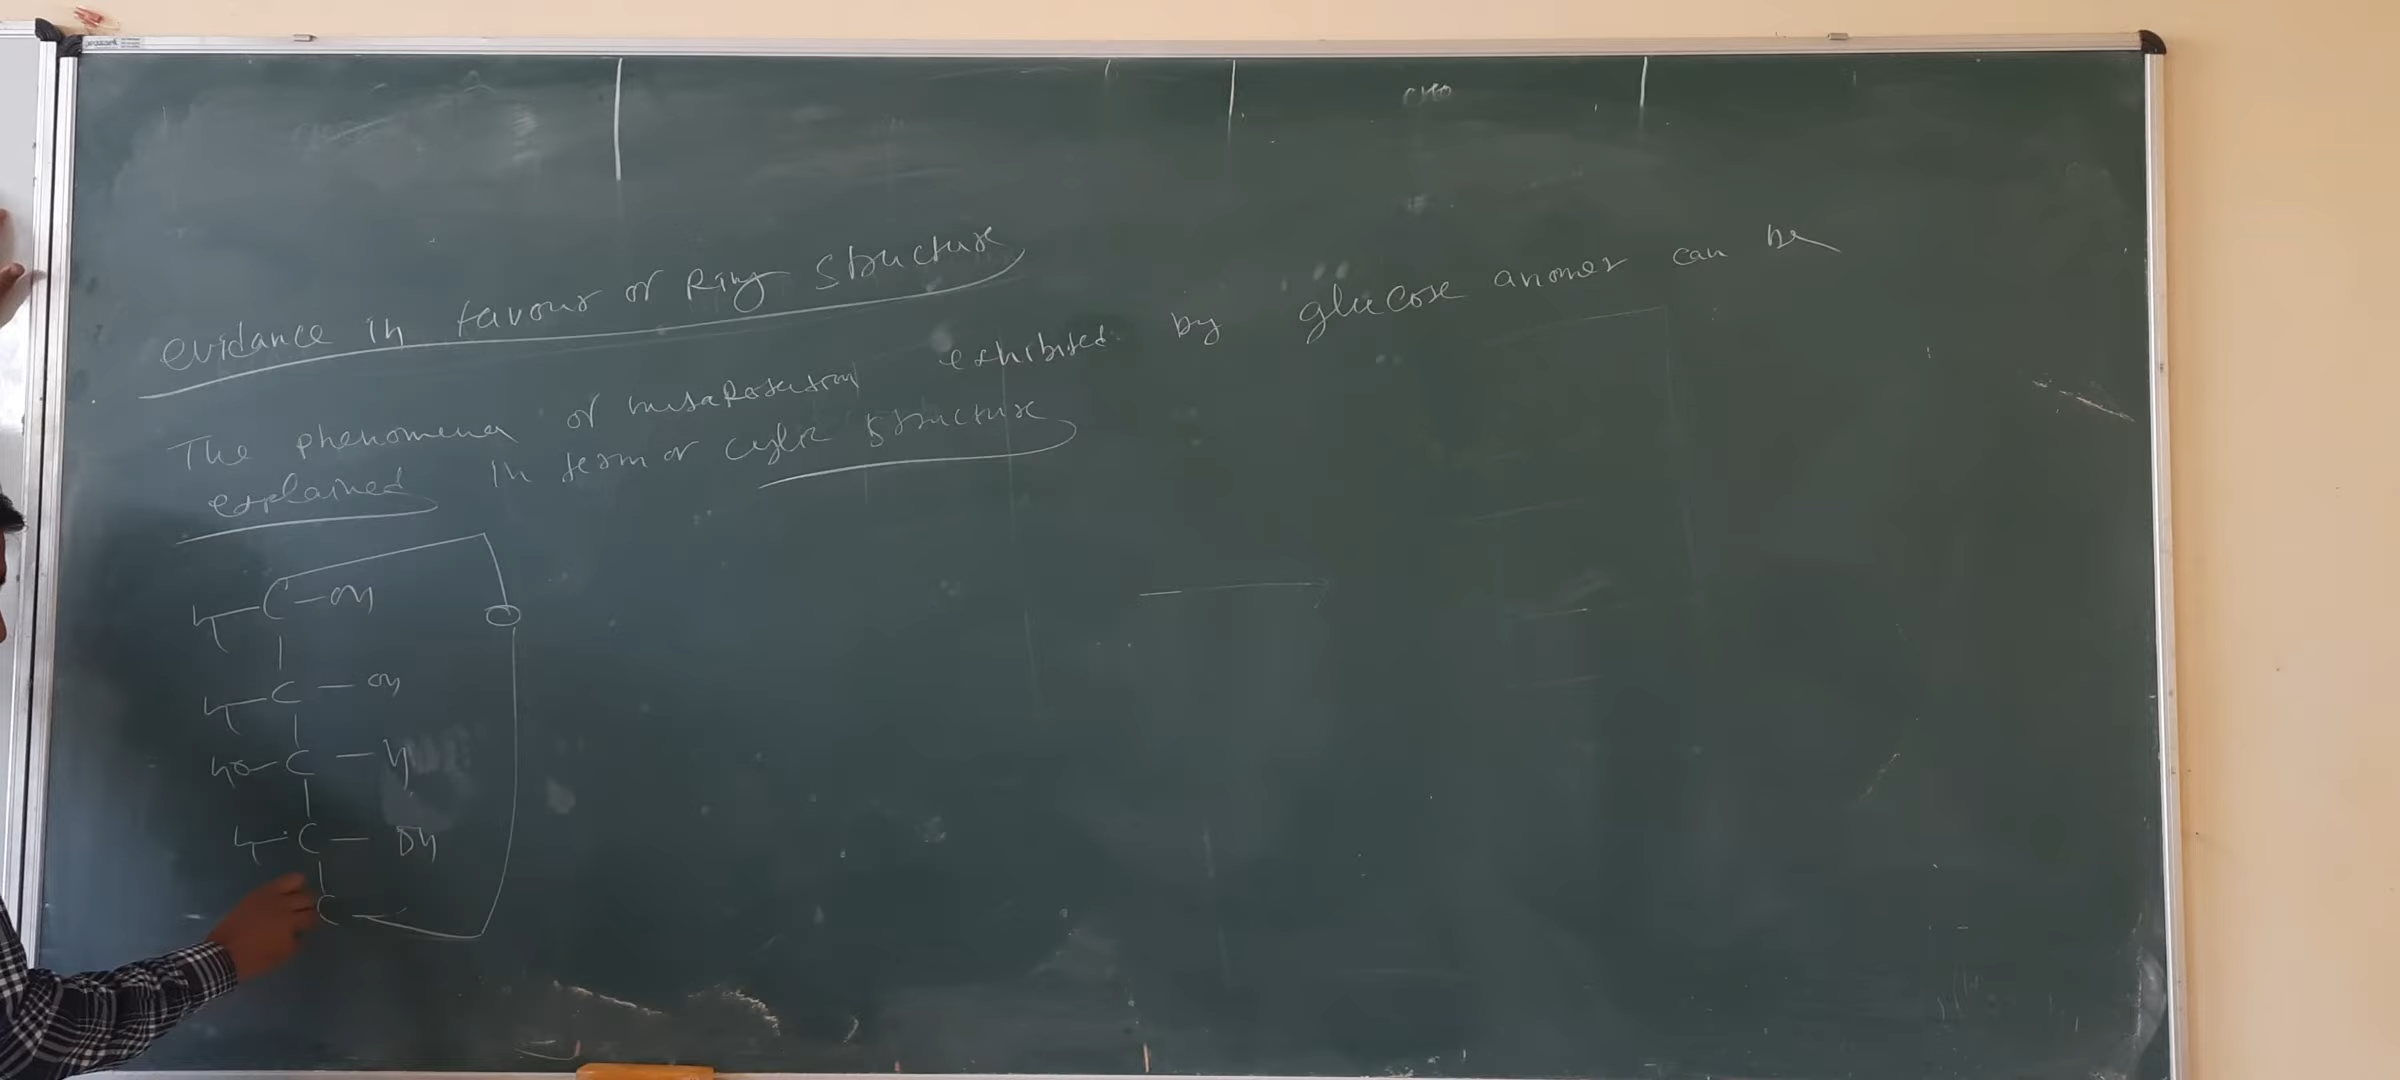 CHO
evidance in favour of Ring structure
The phenomena of mutaRotation exhibited by glucose anomer can be
explained in term of cyclic structure
H-C-OH
O
H-C-OH
HO-C-H
H-C-OH
C-